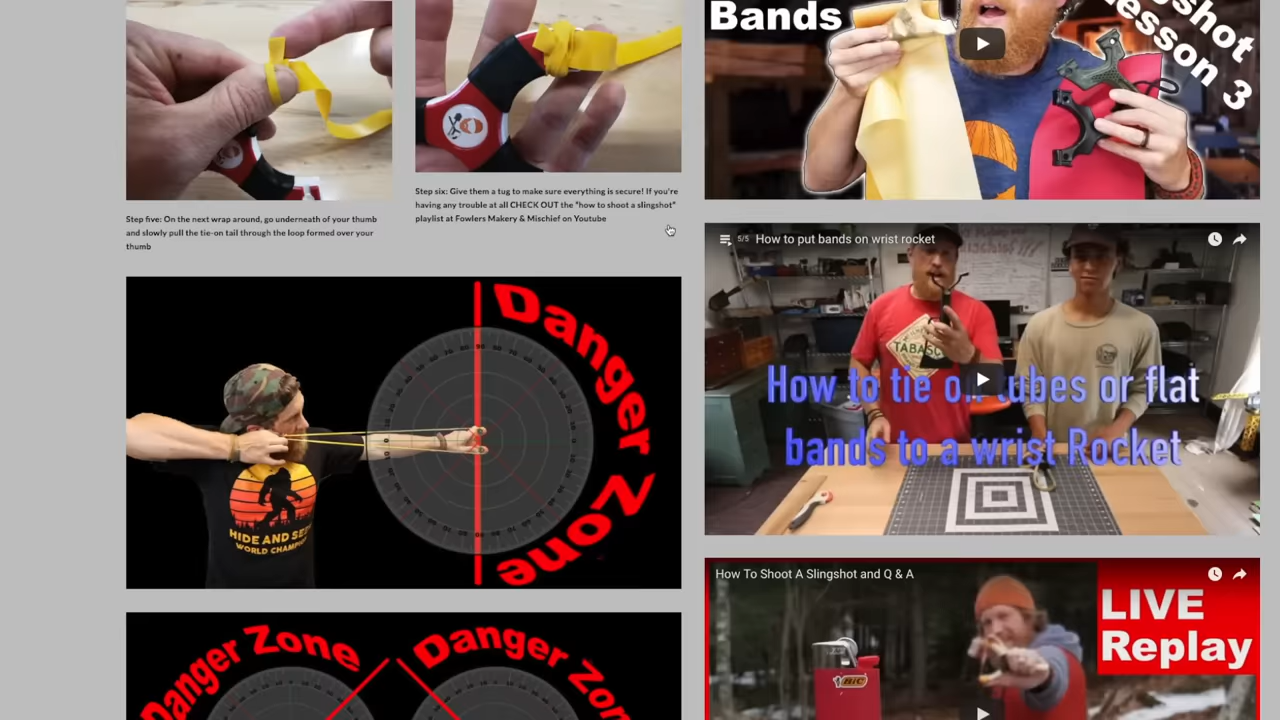 Step five: On the next wrap around, go underneath of your thumb
and slowly pull the tie-on tail through the loop formed over your
thumb
Step six: Give them a tug to make sure everything is secure! If you're
having any trouble at all CHECK OUT the "how to shoot a slingshot"
playlist at Fowlers Makery & Mischief on Youtube
Danger Zone
HIDE AND SEEK
WORLD CHAMPION
Danger Zone
Danger Zone
Bands
lesson 3
5/5 How to put bands on wrist rocket
TABASCO
How to tie on tubes or flat
bands to a wrist Rocket
How To Shoot A Slingshot and Q & A
LIVE
Replay
BIC